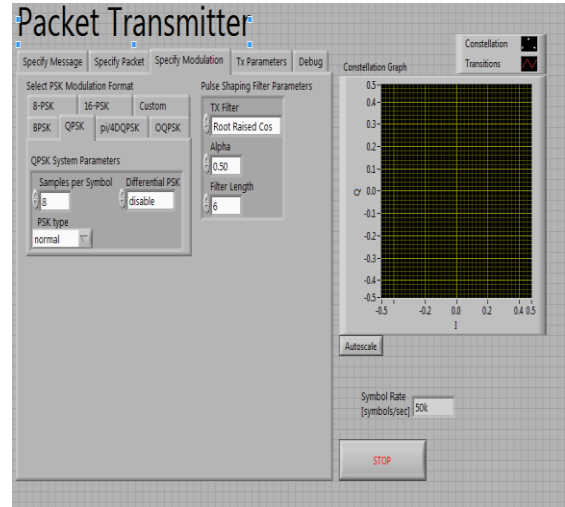 Packet Transmitter
Specify Message Specify Packet Specify Modulation Tx Parameters Debug
Select PSK Modulation Format
8-PSK 16-PSK Custom
BPSK QPSK pi/4DQPSK OQPSK
QPSK System Parameters
Samples per Symbol Differential PSK
8 disable
PSK type
normal
Pulse Shaping Filter Parameters
TX Filter
Root Raised Cos
Alpha
0.50
Filter Length
6
Constellation Graph
Constellation
Transitions
0.5
0.4
0.3
0.2
0.1
Q 0.0
-0.1
-0.2
-0.3
-0.4
-0.5
-0.5 -0.2 0.0 0.2 0.4 0.5
I
Autoscale
Symbol Rate
[symbols/sec] 50k
STOP